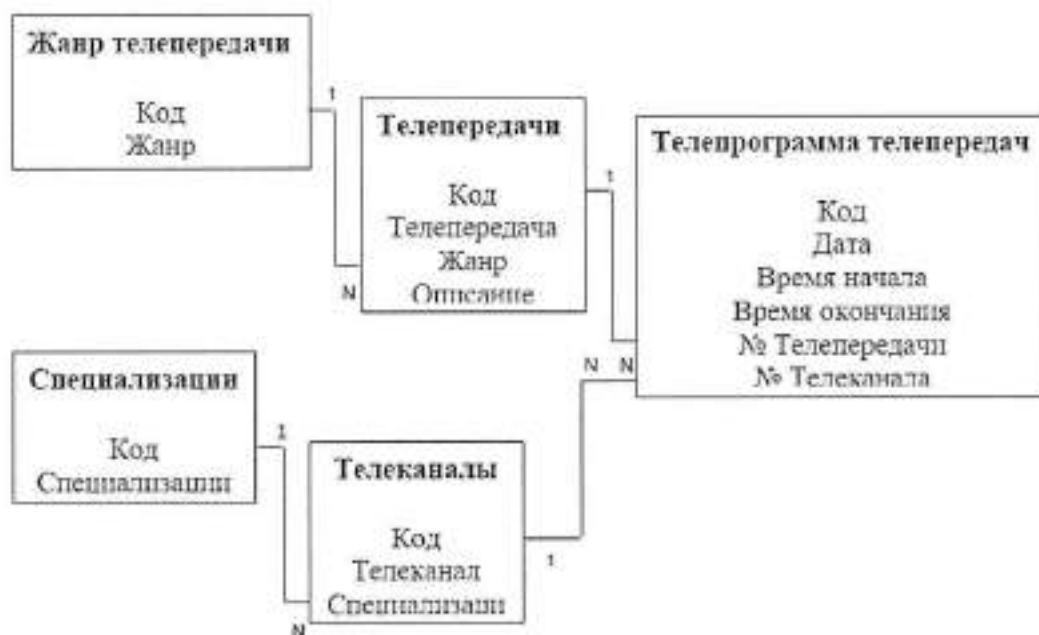 Жанр телепередачи
Код
Жанр
1
N
Телепередачи
Код
Телепередача
Жанр
Описание
1
N
Телепрограмма телепередач
Код
Дата
Время начала
Время окончания
№ Телепередачи
№ Телеканала
Специализации
Код
Специализации
1
N
Телеканалы
Код
Телеканал
Специализаци
1
N